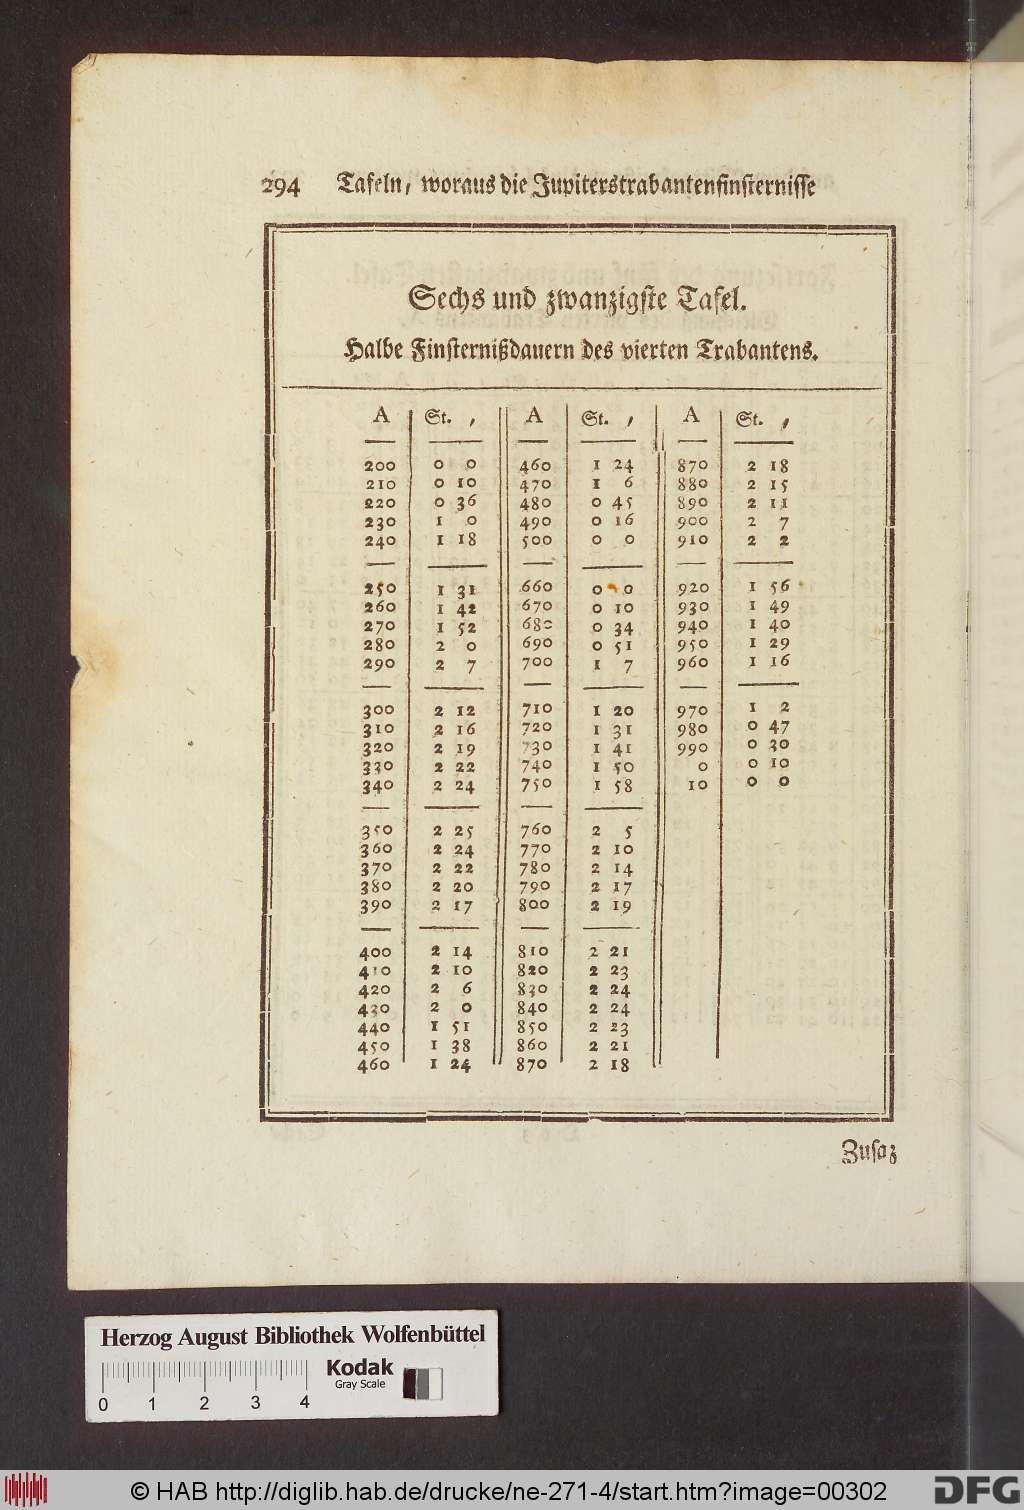 294 Tafeln, woraus die Jupiterstrabantenfinsternisse
Sechs und zwanzigste Tafel.
Halbe Finsternißdauern des vierten Trabantens.
A St. , A St. , A St. ,
200 0 0 460 1 24 870 2 18
210 0 10 470 1 6 880 2 15
220 0 36 480 0 45 890 2 11
230 1 0 490 0 16 900 2 7
240 1 18 500 0 0 910 2 2
250 1 31 660 0 0 920 1 56
260 1 42 670 0 10 930 1 49
270 1 52 680 0 34 940 1 40
280 2 0 690 0 51 950 1 29
290 2 7 700 1 7 960 1 16
300 2 12 710 1 20 970 1 2
310 2 16 720 1 31 980 0 47
320 2 19 730 1 41 990 0 30
330 2 22 740 1 50 0 0 10
340 2 24 750 1 58 10 0 0
350 2 25 760 2 5
360 2 24 770 2 10
370 2 22 780 2 14
380 2 20 790 2 17
390 2 17 800 2 19
400 2 14 810 2 21
410 2 10 820 2 23
420 2 6 830 2 24
430 2 0 840 2 24
440 1 51 850 2 23
450 1 38 860 2 21
460 1 24 870 2 18
Zusaz
Herzog August Bibliothek Wolfenbüttel
Kodak
Gray Scale
0 1 2 3 4
© HAB http://diglib.hab.de/drucke/ne-271-4/start.htm?image=00302
DFG